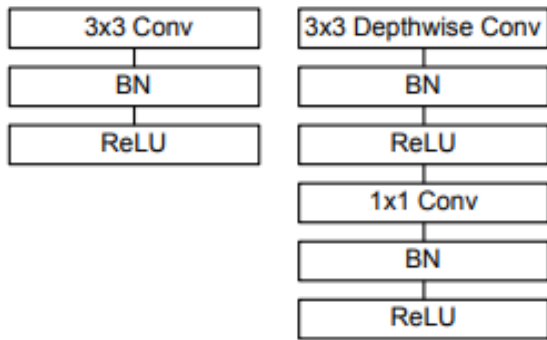 3x3 Conv
BN
ReLU
3x3 Depthwise Conv
BN
ReLU
1x1 Conv
BN
ReLU